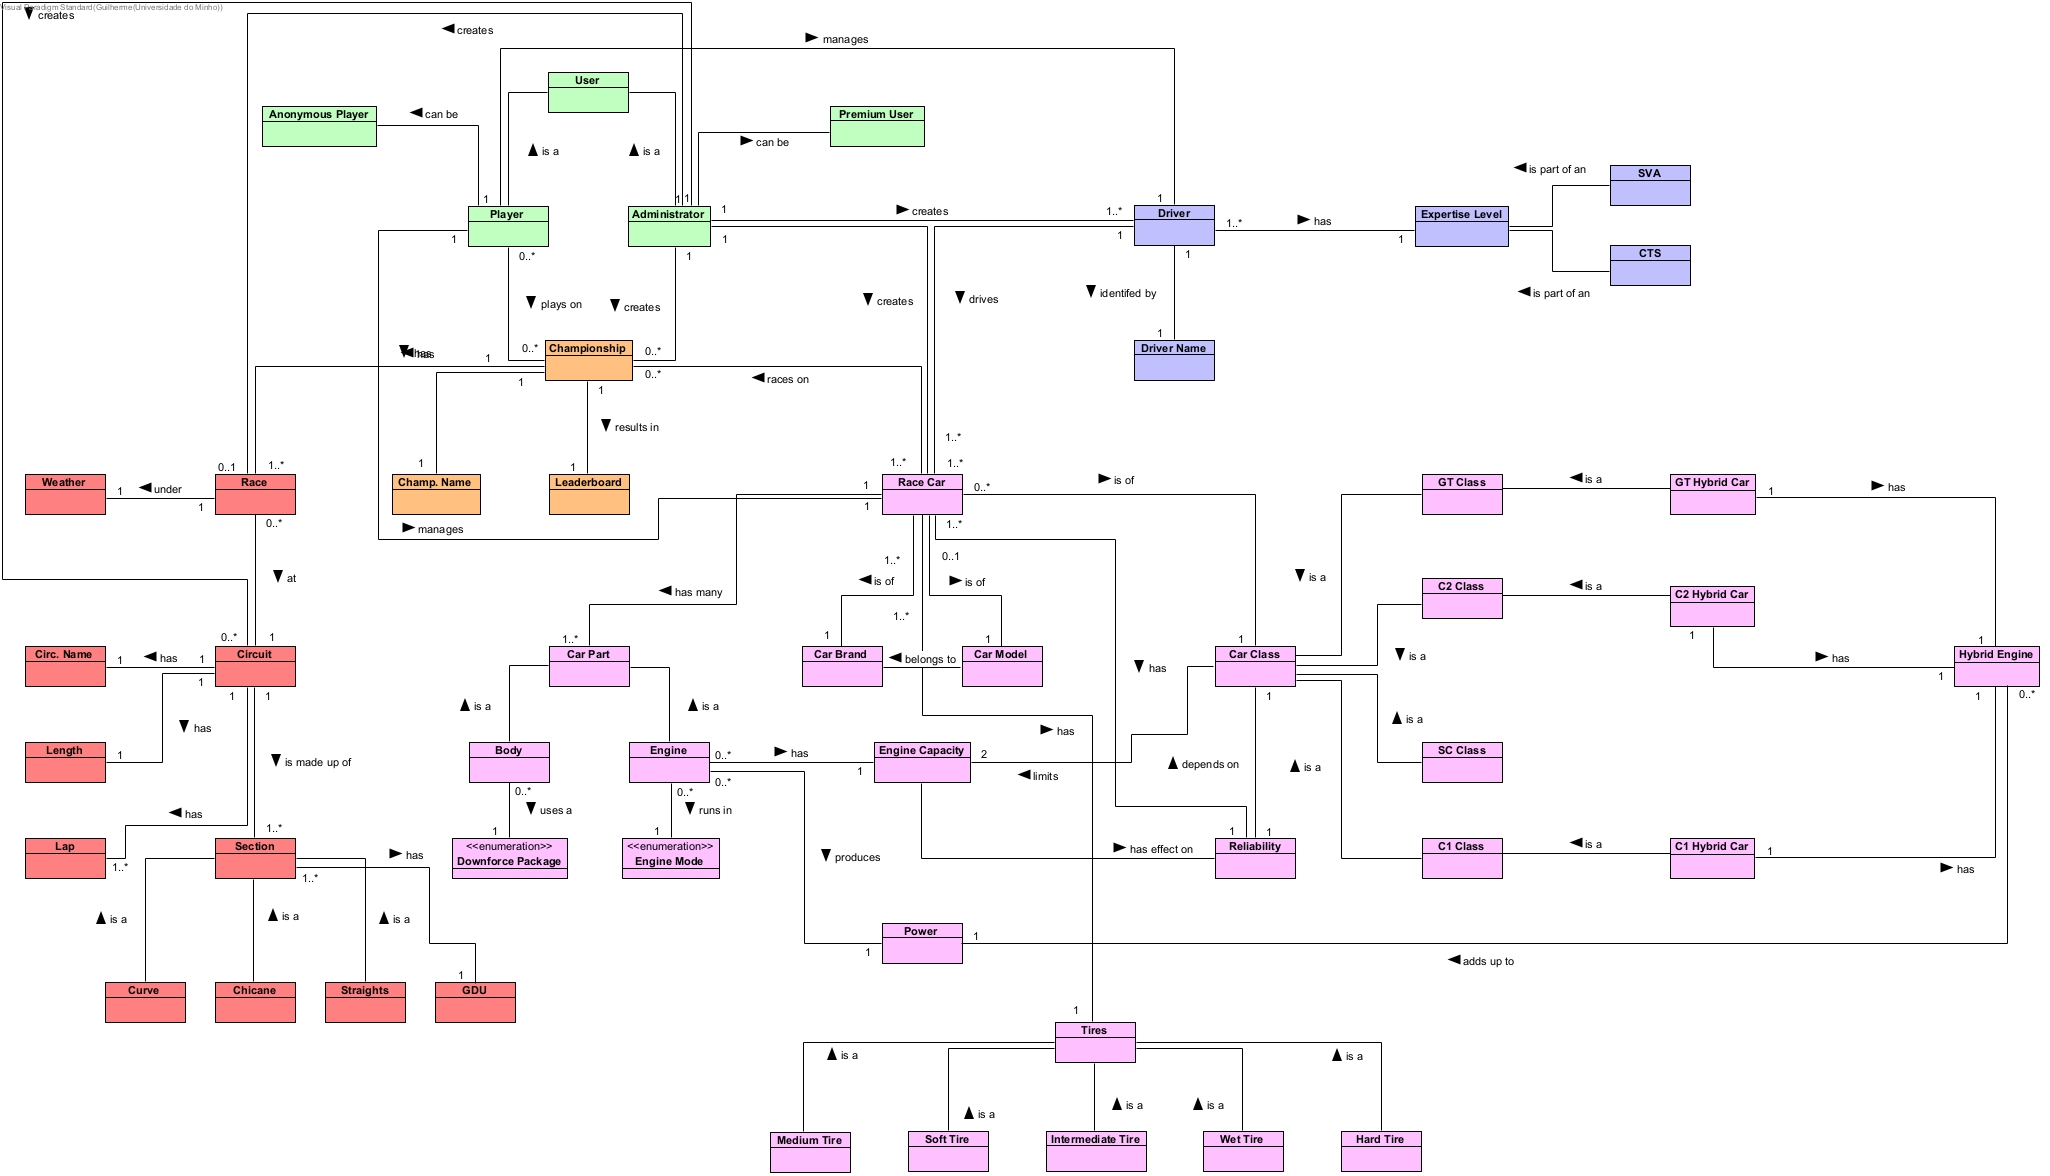 Visual Paradigm Standard(Guilherme(Universidade do Minho))
creates
creates
manages
User
Anonymous Player
can be
Premium User
can be
is a
is a
is part of an
SVA
1
1
1
1
Player
Administrator
1
creates
1..*
Driver
1..*
has
Expertise Level
1
0..*
1
1
1
1
1
CTS
is part of an
plays on
creates
creates
drives
identifed by
1
Driver Name
has
has
1
0..*
Championship
0..*
1
1
0..*
races on
results in
1..*
0..1
1..*
1
1
1..*
1..*
Weather
1
under
1
Race
0..*
Champ. Name
Leaderboard
1
1
Race Car
0..*
1..*
is of
GT Class
is a
GT Hybrid Car
1
has
manages
at
1..*
is of
0..1
is of
has many
1..*
is a
C2 Class
is a
C2 Hybrid Car
1
0..*
1
Circ. Name
1
has
1
1
Circuit
1
1
1..*
Car Part
1
Car Brand
belongs to
1
Car Model
has
1
Car Class
1
is a
has
1
1
Hybrid Engine
1
0..*
is a
is a
is a
has
Length
1
is made up of
has
Body
0..*
Engine
0..*
0..*
0..*
has
1
Engine Capacity
2
limits
depends on
is a
SC Class
uses a
runs in
has
Lap
1..*
1..*
Section
1..*
has
1
<<enumeration>>
Downforce Package
1
<<enumeration>>
Engine Mode
produces
has effect on
1
1
Reliability
C1 Class
is a
C1 Hybrid Car
1
has
is a
is a
is a
Power
1
1
adds up to
1
Curve
Chicane
Straights
GDU
1
Tires
is a
is a
is a
is a
is a
Medium Tire
Soft Tire
Intermediate Tire
Wet Tire
Hard Tire